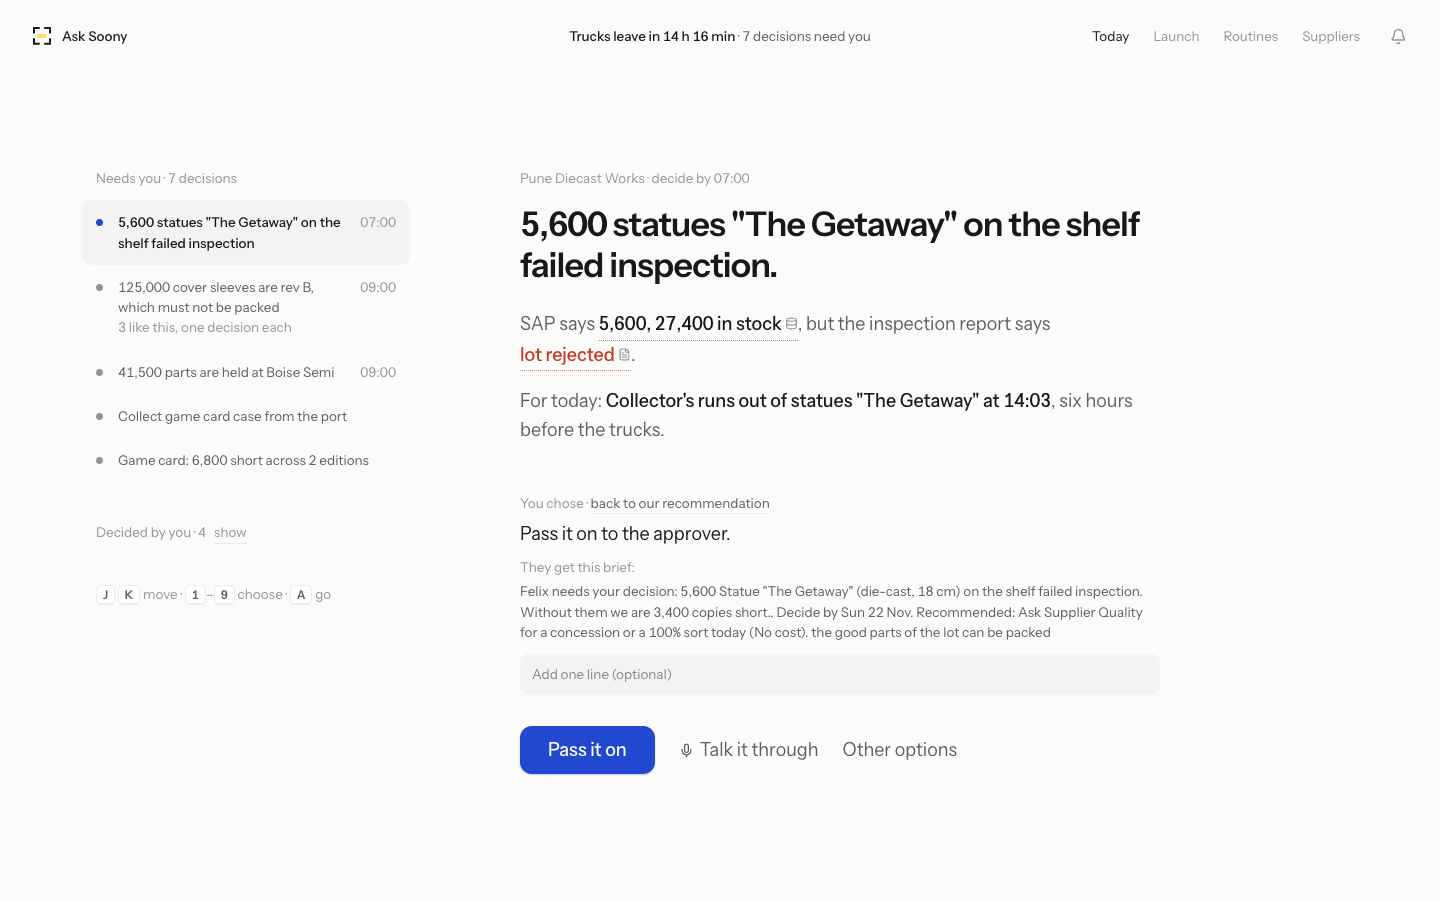 Ask Soony
Trucks leave in 14 h 16 min · 7 decisions need you
Today
Launch
Routines
Suppliers
Needs you · 7 decisions
5,600 statues "The Getaway" on the
shelf failed inspection
07:00
125,000 cover sleeves are rev B,
which must not be packed
3 like this, one decision each
09:00
41,500 parts are held at Boise Semi
09:00
Collect game card case from the port
Game card: 6,800 short across 2 editions
Decided by you · 4 show
J K move · 1 – 9 choose · A go
Pune Diecast Works · decide by 07:00
5,600 statues "The Getaway" on the shelf
failed inspection.
SAP says 5,600, 27,400 in stock, but the inspection report says
lot rejected.
For today: Collector's runs out of statues "The Getaway" at 14:03, six hours
before the trucks.
You chose · back to our recommendation
Pass it on to the approver.
They get this brief:
Felix needs your decision: 5,600 Statue "The Getaway" (die-cast, 18 cm) on the shelf failed inspection.
Without them we are 3,400 copies short.. Decide by Sun 22 Nov. Recommended: Ask Supplier Quality
for a concession or a 100% sort today (No cost). the good parts of the lot can be packed
Add one line (optional)
Pass it on
Talk it through
Other options